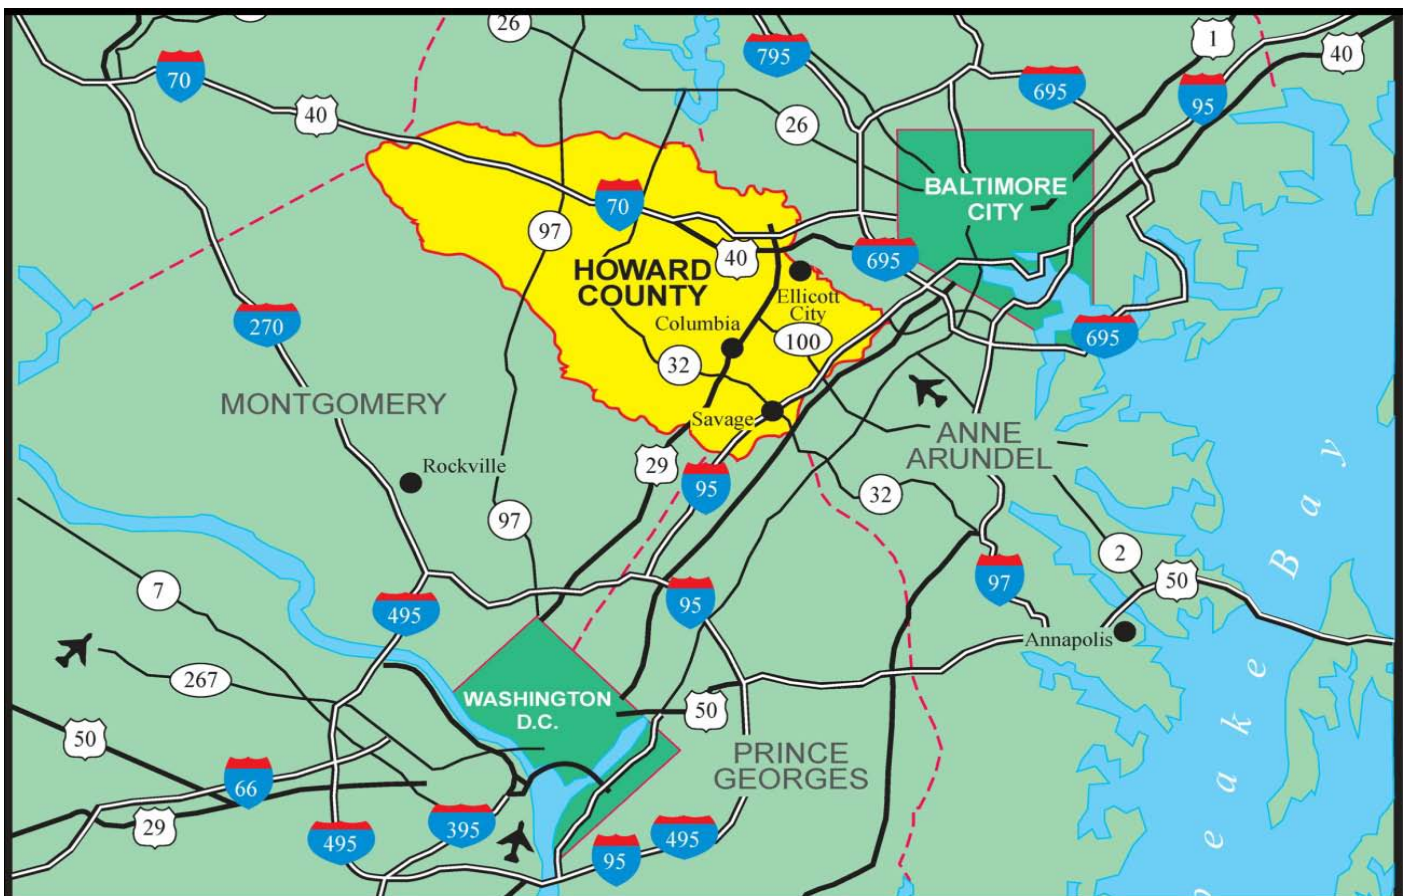 26
1
40
795
70
695
95
40
26
BALTIMORE
CITY
70
97
40
695
HOWARD
COUNTY
Ellicott
City
270
Columbia
100
695
32
MONTGOMERY
Savage
ANNE
ARUNDEL
Rockville
29
95
32
B a y
97
2
7
97
50
495
95
Annapolis
267
WASHINGTON
D.C.
50
50
PRINCE
GEORGES
66
29
495
395
495
95
p e a k e